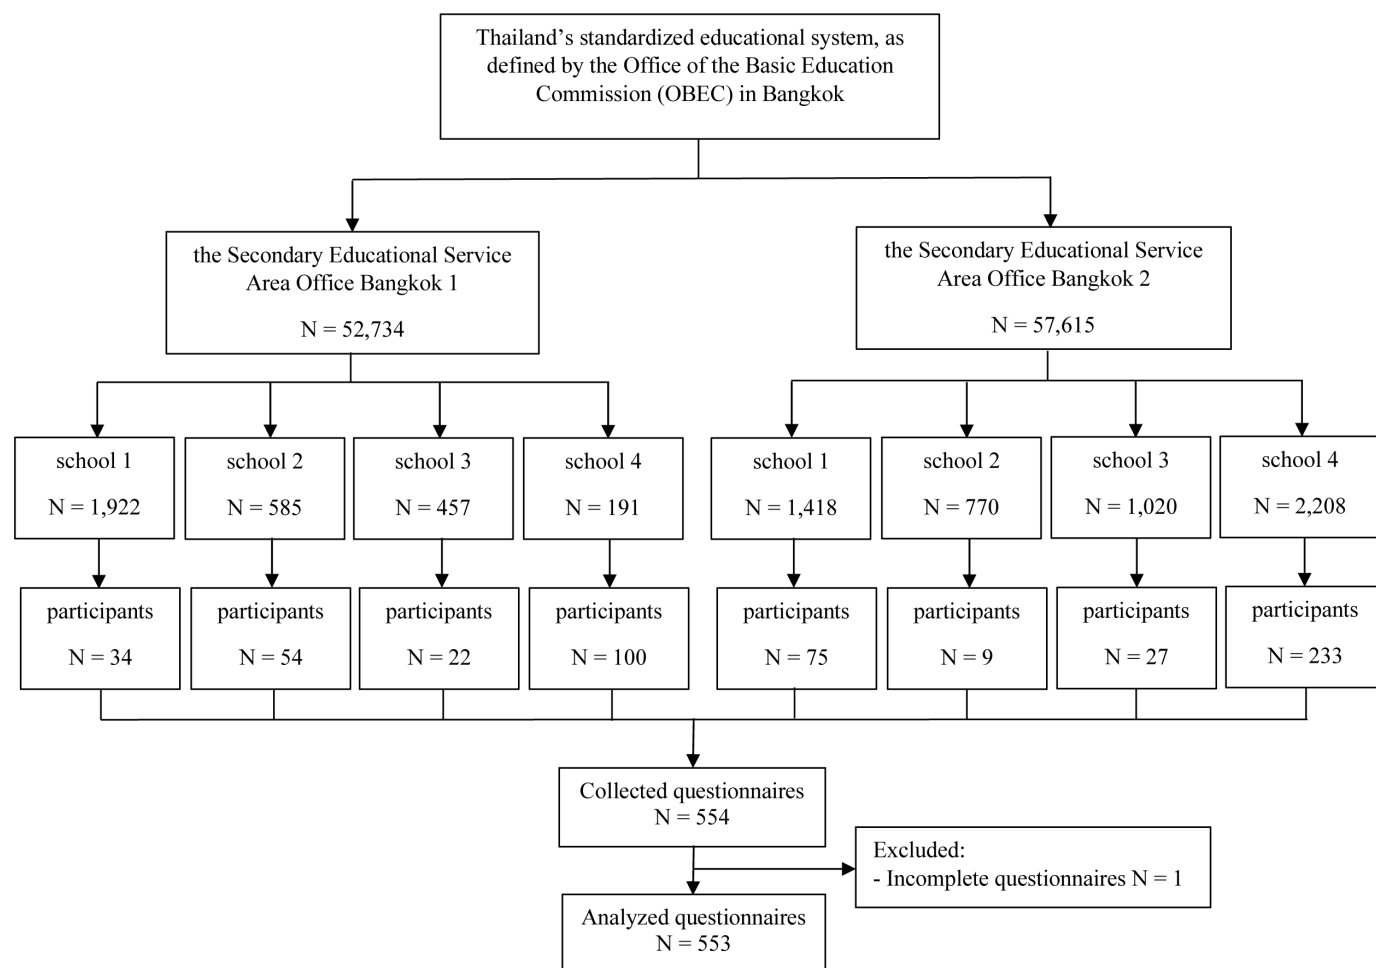 Thailand’s standardized educational system, as
defined by the Office of the Basic Education
Commission (OBEC) in Bangkok
the Secondary Educational Service
Area Office Bangkok 1
N = 52,734
the Secondary Educational Service
Area Office Bangkok 2
N = 57,615
school 1
N = 1,922
school 2
N = 585
school 3
N = 457
school 4
N = 191
school 1
N = 1,418
school 2
N = 770
school 3
N = 1,020
school 4
N = 2,208
participants
N = 34
participants
N = 54
participants
N = 22
participants
N = 100
participants
N = 75
participants
N = 9
participants
N = 27
participants
N = 233
Collected questionnaires
N = 554
Excluded:
- Incomplete questionnaires N = 1
Analyzed questionnaires
N = 553